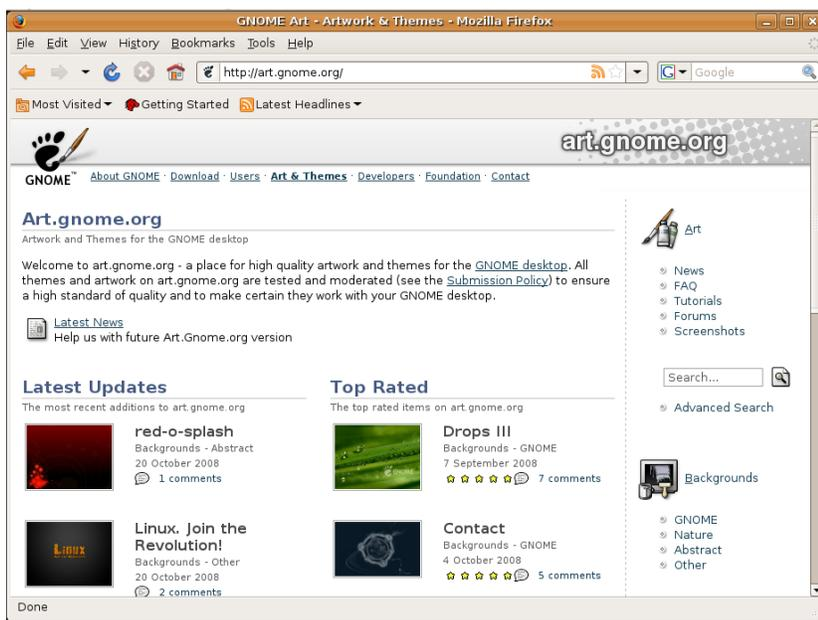 GNOME Art - Artwork & Themes - Mozilla Firefox
File Edit View History Bookmarks Tools Help
http://art.gnome.org/
G Google
Most Visited Getting Started Latest Headlines
art.gnome.org
GNOME™ About GNOME · Download · Users · Art & Themes · Developers · Foundation · Contact
Art.gnome.org
Artwork and Themes for the GNOME desktop
Welcome to art.gnome.org - a place for high quality artwork and themes for the GNOME desktop. All
themes and artwork on art.gnome.org are tested and moderated (see the Submission Policy) to ensure
a high standard of quality and to make certain they work with your GNOME desktop.
Latest News
Help us with future Art.Gnome.org version
Latest Updates
The most recent additions to art.gnome.org
red-o-splash
Backgrounds - Abstract
20 October 2008
1 comments
Linux
Linux. Join the
Revolution!
Backgrounds - Other
20 October 2008
2 comments
Top Rated
The top rated items on art.gnome.org
GNOME
Drops III
Backgrounds - GNOME
7 September 2008
7 comments
Contact
Backgrounds - GNOME
4 October 2008
5 comments
Art
News
FAQ
Tutorials
Forums
Screenshots
Search...
Advanced Search
Backgrounds
GNOME
Nature
Abstract
Other
Done